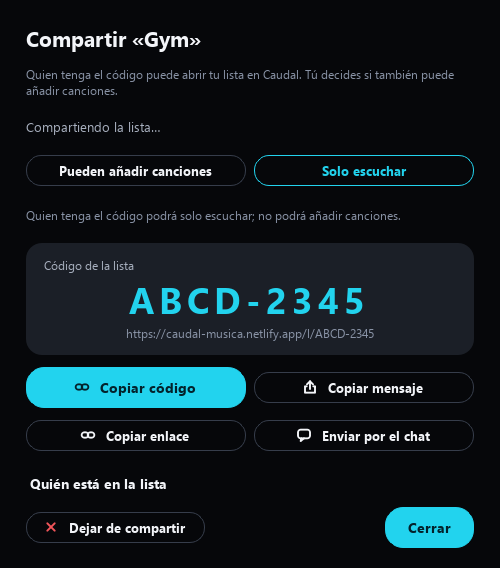 Compartir «Gym»
Quien tenga el código puede abrir tu lista en Caudal. Tú decides si también puede
añadir canciones.
Compartiendo la lista...
Pueden añadir canciones
Solo escuchar
Quien tenga el código podrá solo escuchar; no podrá añadir canciones.
Código de la lista
ABCD-2345
https://caudal-musica.netlify.app/l/ABCD-2345
Copiar código
Copiar mensaje
Copiar enlace
Enviar por el chat
Quién está en la lista
Dejar de compartir
Cerrar